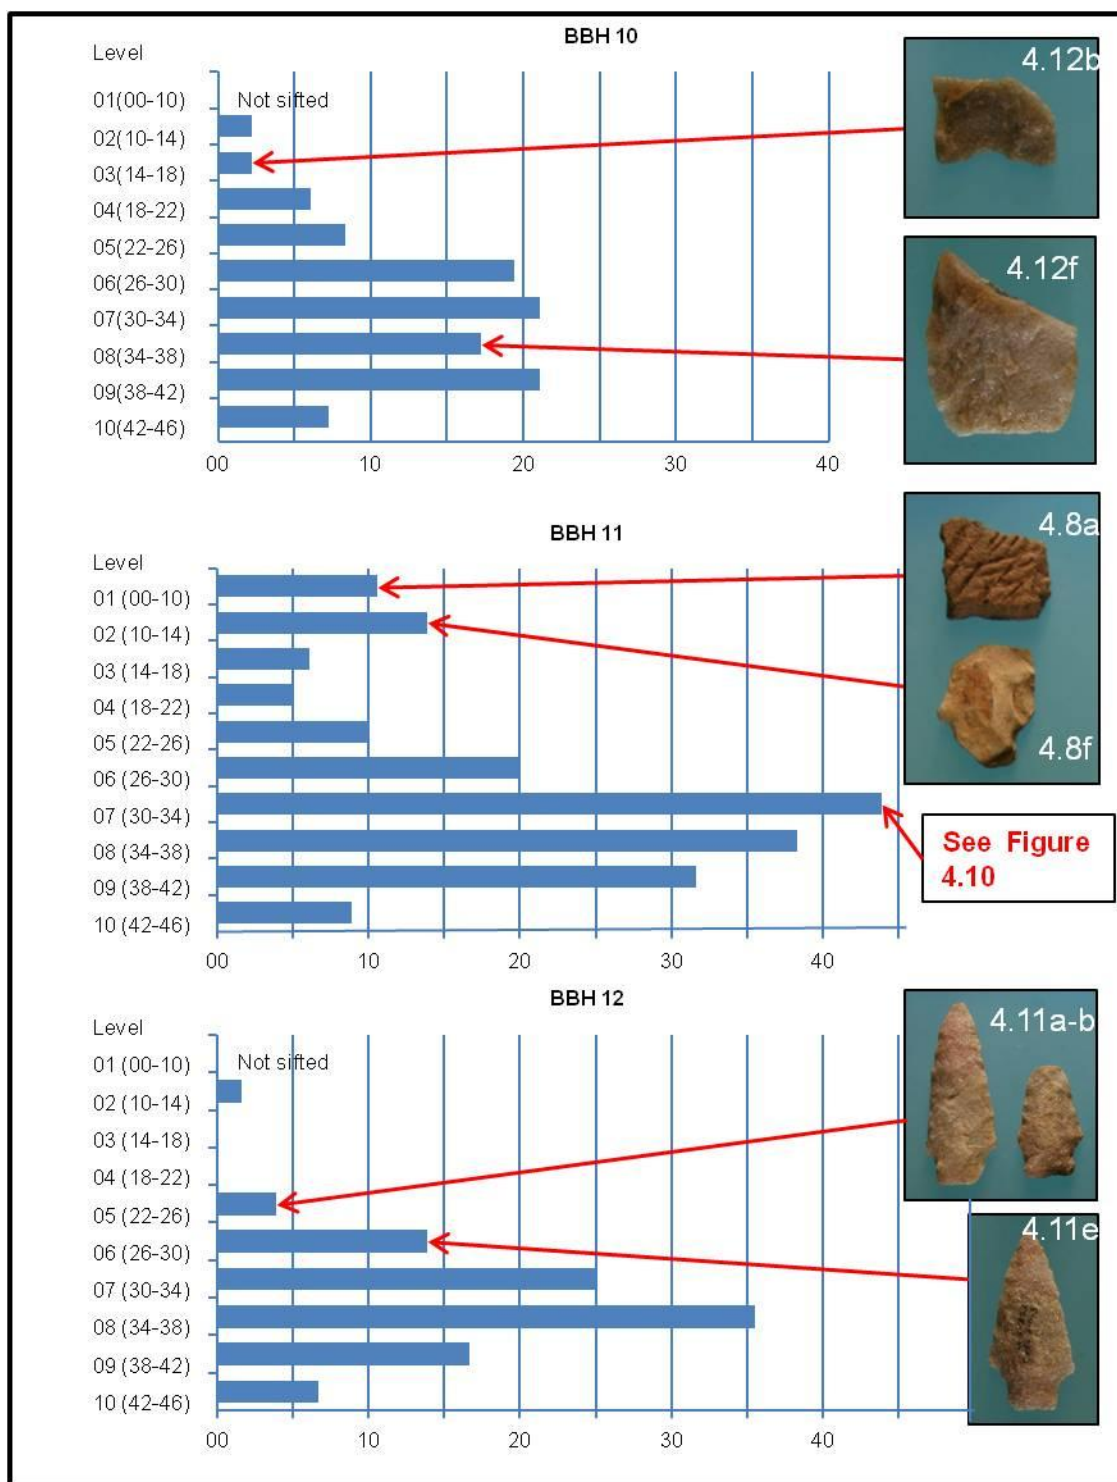 BBH 10
Level
4.12b
01(00-10) Not sifted
02(10-14)
03(14-18)
04(18-22)
05(22-26)
4.12f
06(26-30)
07(30-34)
08(34-38)
09(38-42)
10(42-46)
00 10 20 30 40
BBH 11
4.8a
Level
01 (00-10)
02 (10-14)
03 (14-18)
04 (18-22)
05 (22-26)
4.8f
06 (26-30)
07 (30-34)
08 (34-38)
See Figure
4.10
09 (38-42)
10 (42-46)
00 10 20 30 40
BBH 12
4.11a-b
Level
01 (00-10) Not sifted
02 (10-14)
03 (14-18)
04 (18-22)
05 (22-26)
4.11e
06 (26-30)
07 (30-34)
08 (34-38)
09 (38-42)
10 (42-46)
00 10 20 30 40